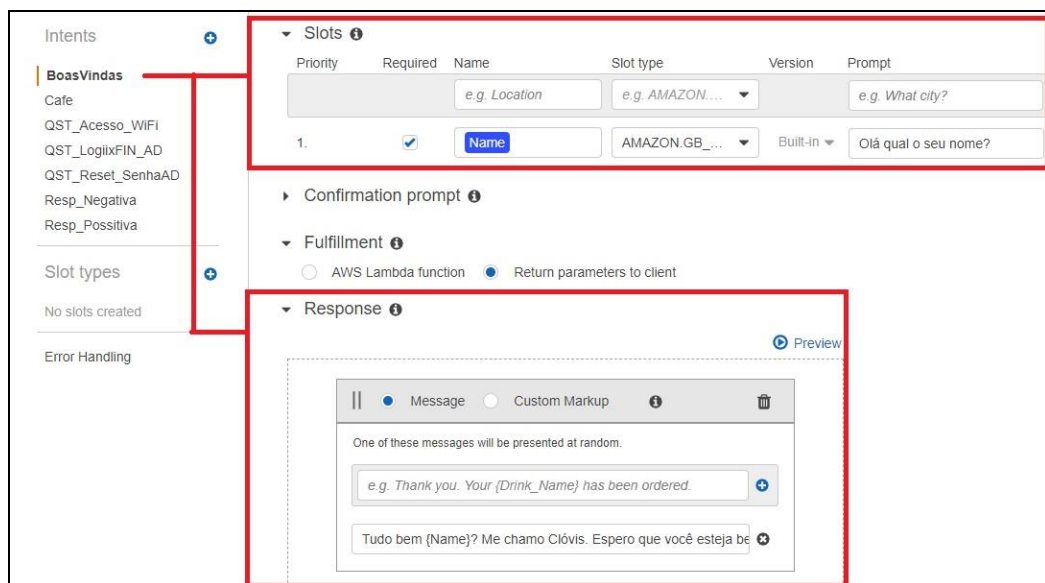 Intents
BoasVindas
Cafe
QST_Acesso_WiFi
QST_LogiixFIN_AD
QST_Reset_SenhaAD
Resp_Negativa
Resp_Possitiva
Slot types
No slots created
Error Handling
Slots
Priority Required Name Slot type Version Prompt
e.g. Location e.g. AMAZON.... e.g. What city?
1. Name AMAZON.GB_... Built-in Olá qual o seu nome?
Confirmation prompt
Fulfillment
AWS Lambda function Return parameters to client
Response
Preview
Message Custom Markup
One of these messages will be presented at random.
e.g. Thank you. Your {Drink_Name} has been ordered.
Tudo bem {Name}? Me chamo Clóvis. Espero que você esteja be